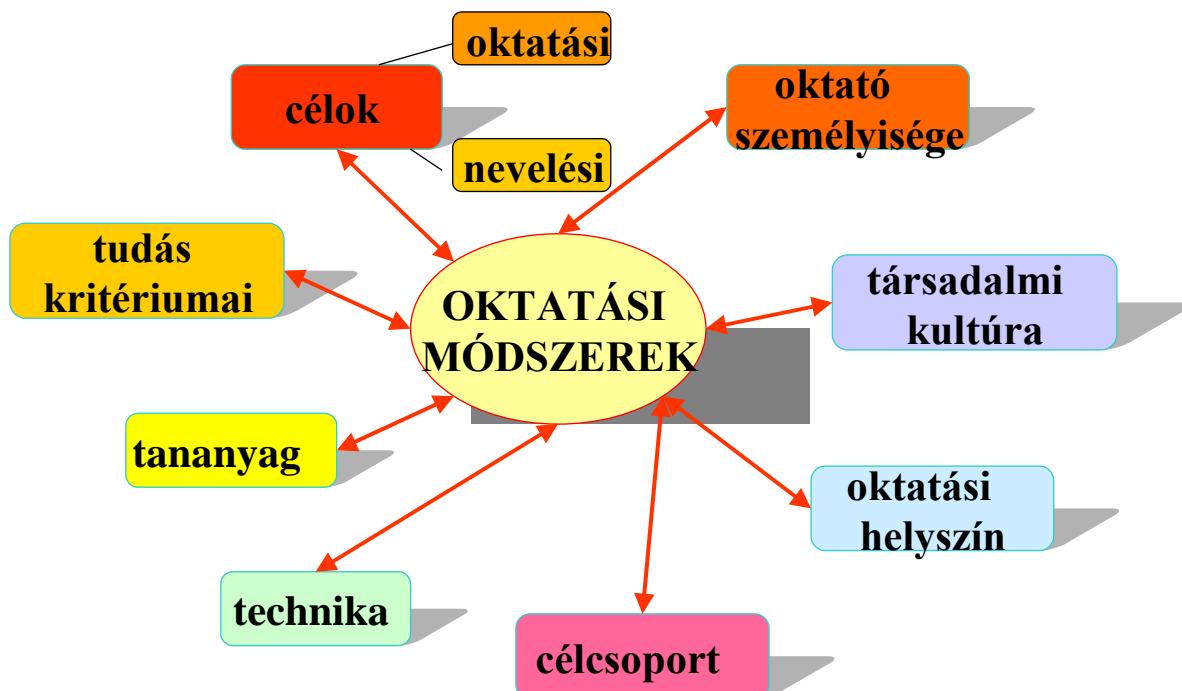 oktatási
célok
nevelési
oktató
személyisége
tudás
kritériumai
OKTATÁSI
MÓDSZEREK
társadalmi
kultúra
tananyag
oktatási
helyszín
technika
célcsoport